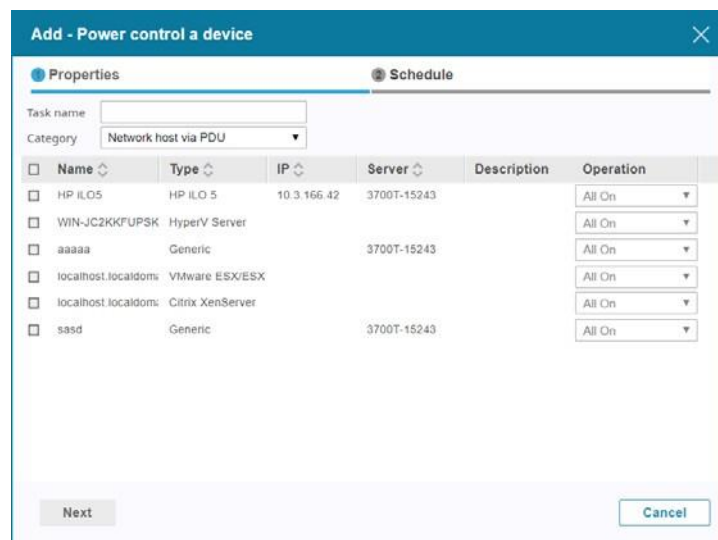 Add - Power control a device
1 Properties 2 Schedule
Task name
Category Network host via PDU
Name Type IP Server Description Operation
HP iLO5 HP iLO 5 10.3.166.42 3700T-15243 All On
WIN-JC2KKFUPSK HyperV Server All On
aaaaa Generic 3700T-15243 All On
localhost.localdoma VMware ESX/ESX All On
localhost.localdoma Citrix XenServer All On
sasd Generic 3700T-15243 All On
Next Cancel